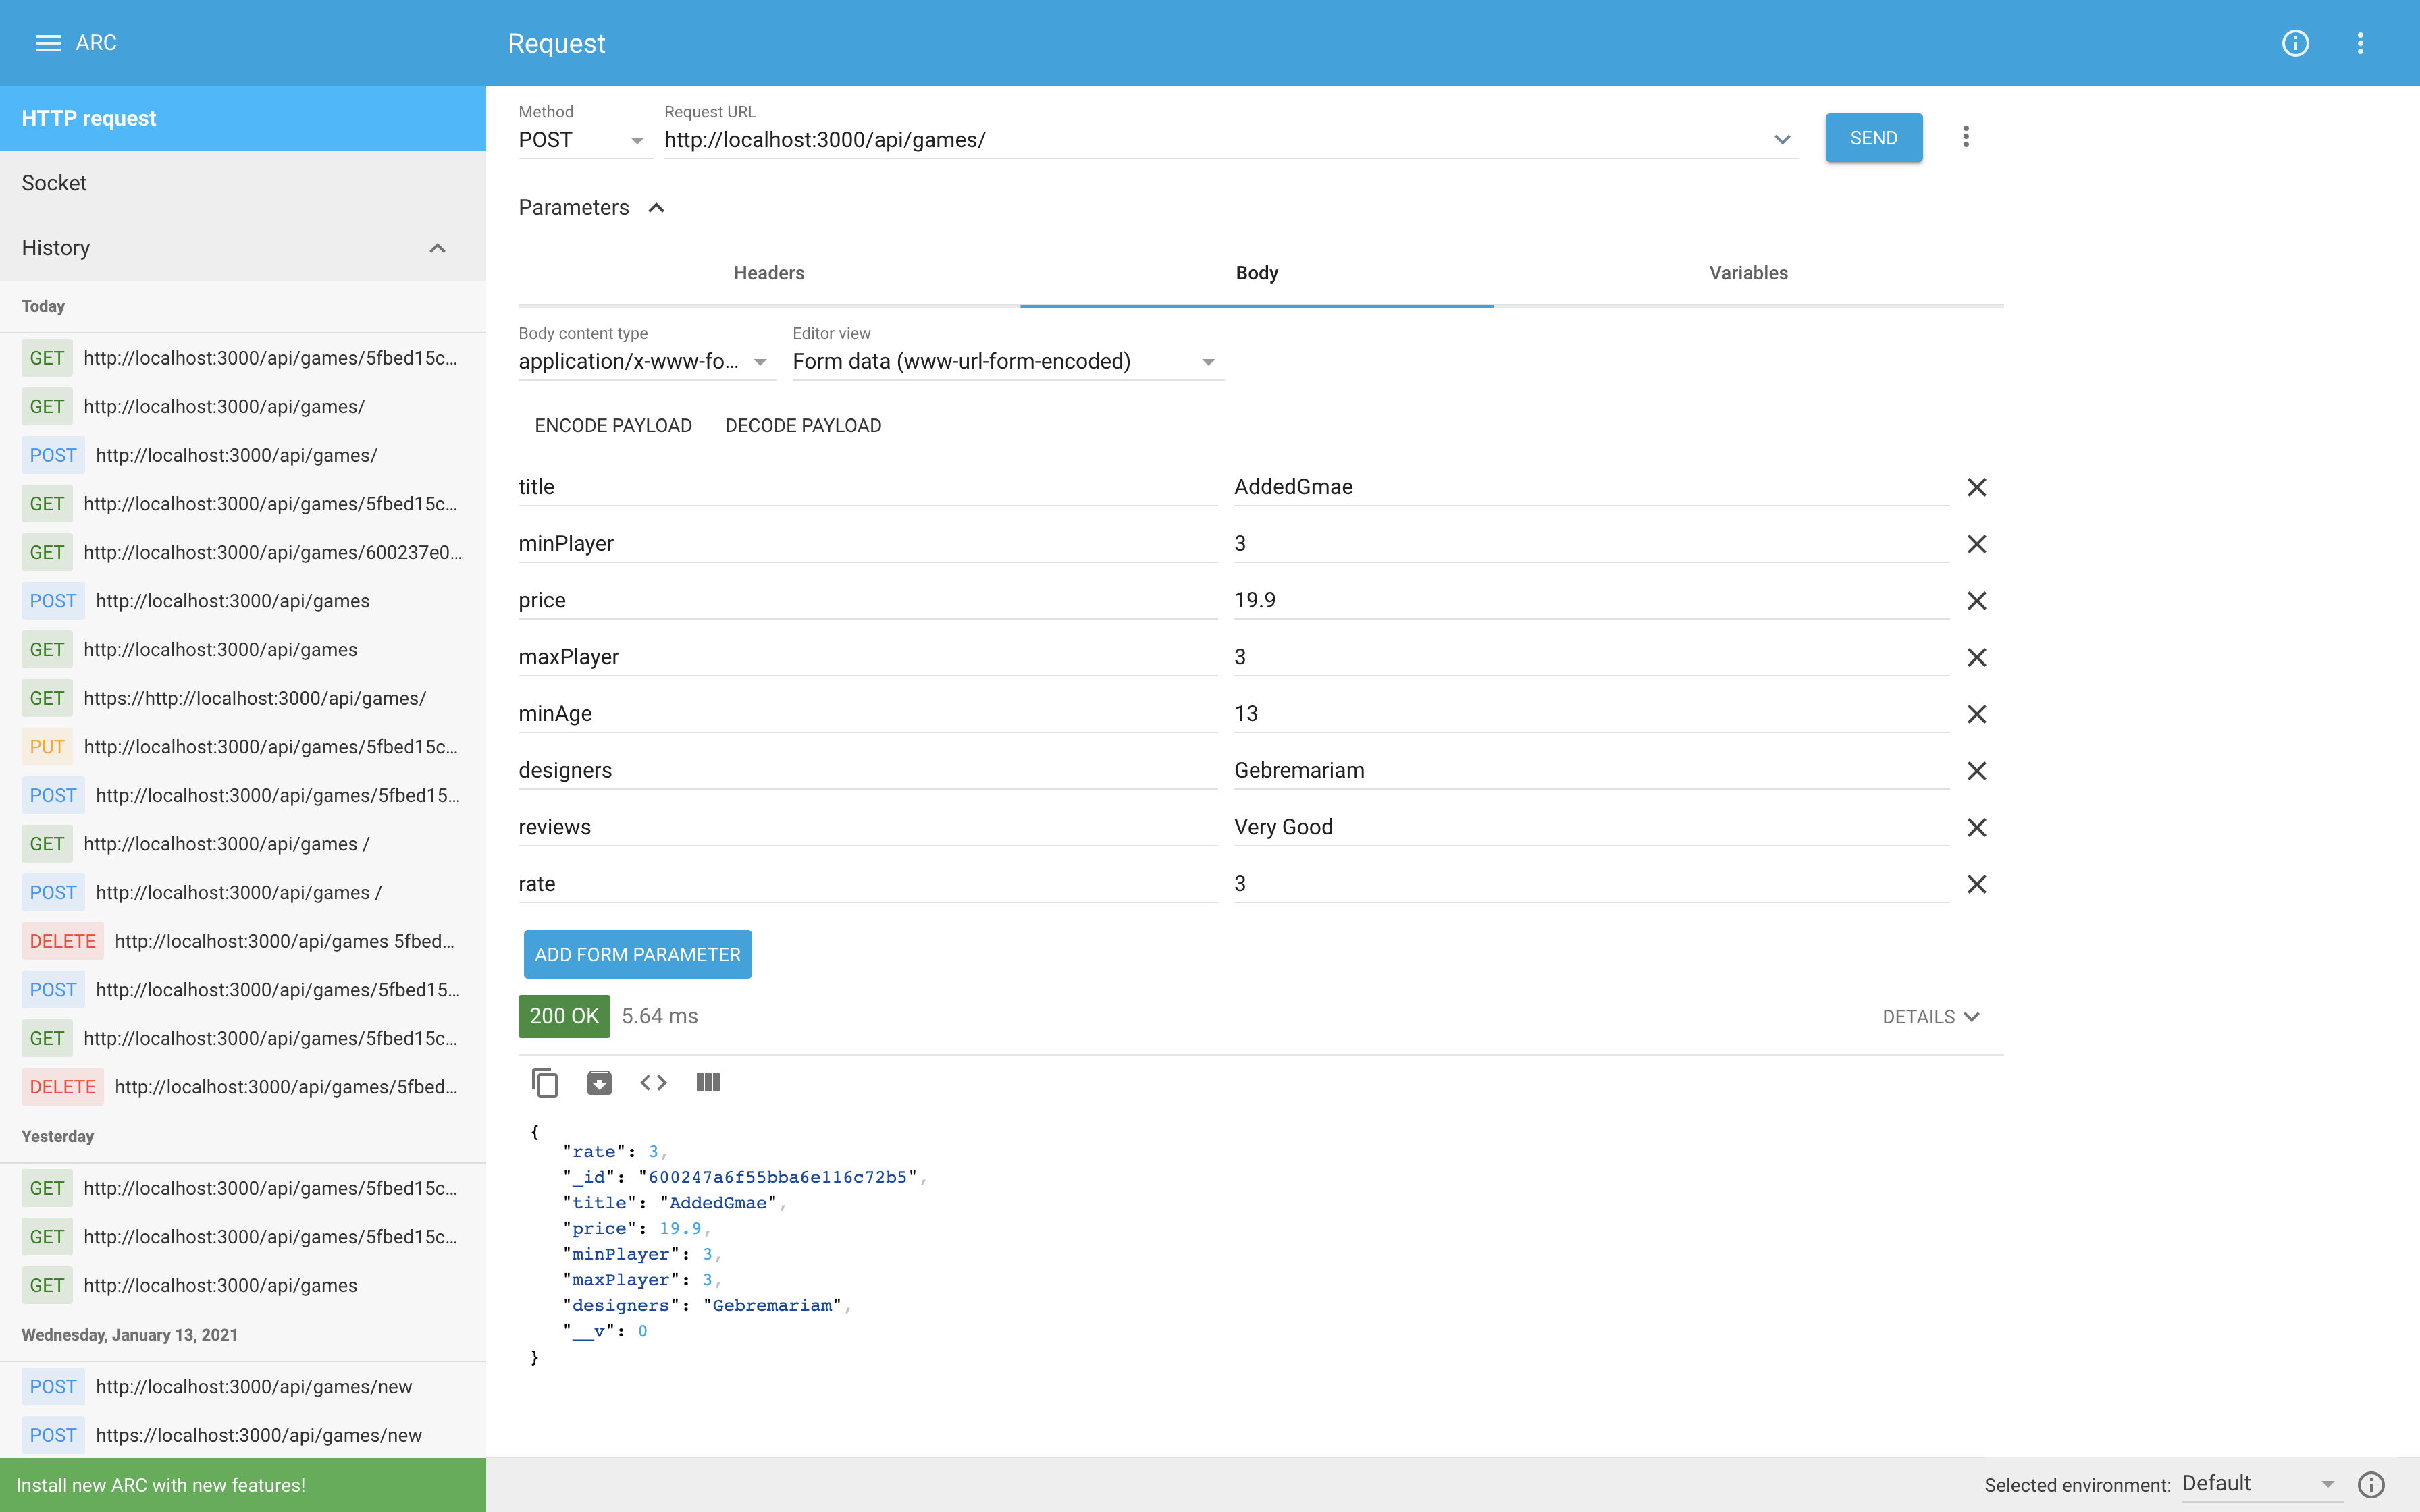 ARC
Request
HTTP request
Socket
History
Today
GET http://localhost:3000/api/games/5fbed15c...
GET http://localhost:3000/api/games/
POST http://localhost:3000/api/games/
GET http://localhost:3000/api/games/5fbed15c...
GET http://localhost:3000/api/games/600237e0...
POST http://localhost:3000/api/games
GET http://localhost:3000/api/games
GET https://http://localhost:3000/api/games/
PUT http://localhost:3000/api/games/5fbed15c...
POST http://localhost:3000/api/games/5fbed15...
GET http://localhost:3000/api/games /
POST http://localhost:3000/api/games /
DELETE http://localhost:3000/api/games 5fbed...
POST http://localhost:3000/api/games/5fbed15...
GET http://localhost:3000/api/games/5fbed15c...
DELETE http://localhost:3000/api/games/5fbed...
Yesterday
GET http://localhost:3000/api/games/5fbed15c...
GET http://localhost:3000/api/games/5fbed15c...
GET http://localhost:3000/api/games
Wednesday, January 13, 2021
POST http://localhost:3000/api/games/new
POST https://localhost:3000/api/games/new
Install new ARC with new features!
Method Request URL
POST http://localhost:3000/api/games/ SEND
Parameters
Headers Body Variables
Body content type Editor view
application/x-www-fo... Form data (www-url-form-encoded)
ENCODE PAYLOAD DECODE PAYLOAD
title AddedGmae
minPlayer 3
price 19.9
maxPlayer 3
minAge 13
designers Gebremariam
reviews Very Good
rate 3
ADD FORM PARAMETER
200 OK 5.64 ms DETAILS
{
"rate": 3,
"_id": "600247a6f55bba6e116c72b5",
"title": "AddedGmae",
"price": 19.9,
"minPlayer": 3,
"maxPlayer": 3,
"designers": "Gebremariam",
"__v": 0
}
Selected environment: Default